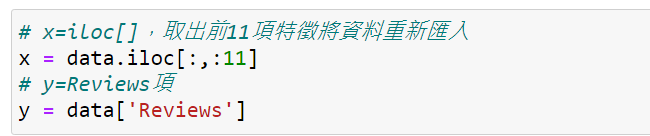 # x=iloc[]，取出前11項特徵將資料重新匯入
x = data.iloc[:,:11]
# y=Reviews項
y = data['Reviews']